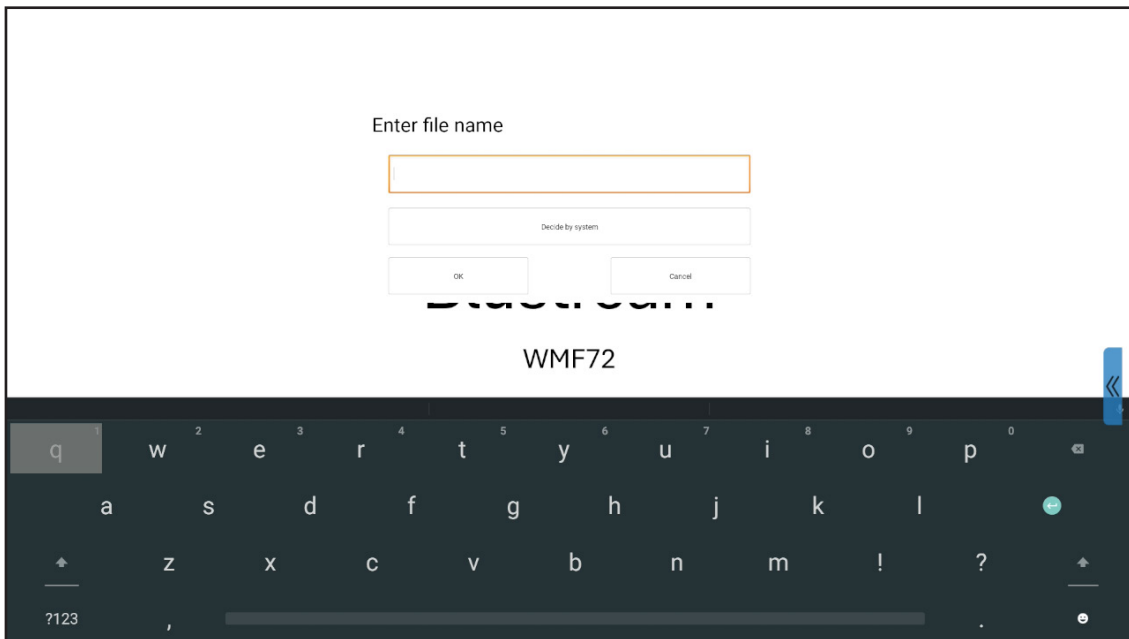 Enter file name
Decide by system
OK Cancel
WMF72
1 2 3 4 5 6 7 8 9 0
q w e r t y u i o p
a s d f g h j k l
z x c v b n m ! ?
?123 , .